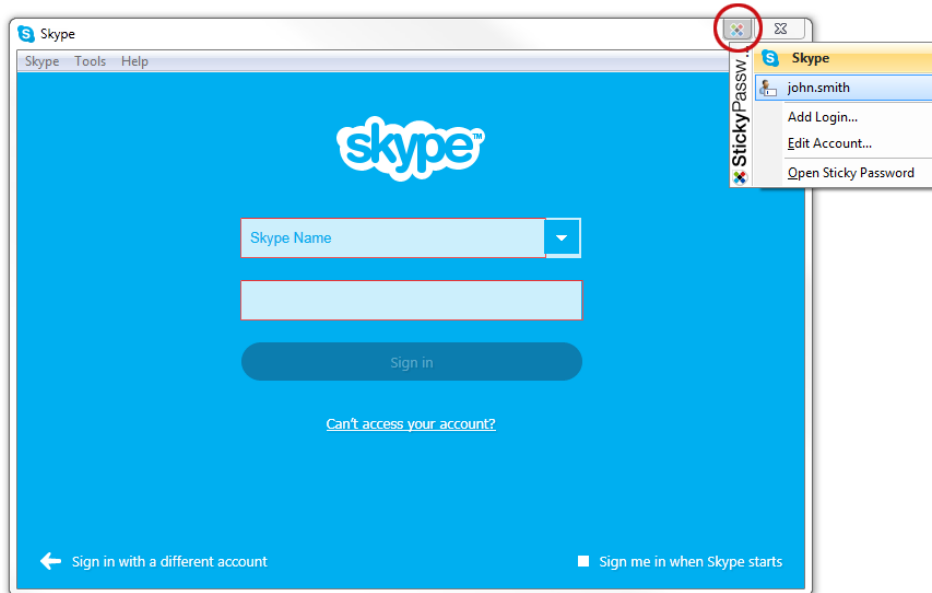 Skype
Skype Tools Help
StickyPassw...
Skype
john.smith
Add Login...
Edit Account...
Open Sticky Password
skype™
Skype Name
Sign in
Can't access your account?
Sign in with a different account
Sign me in when Skype starts